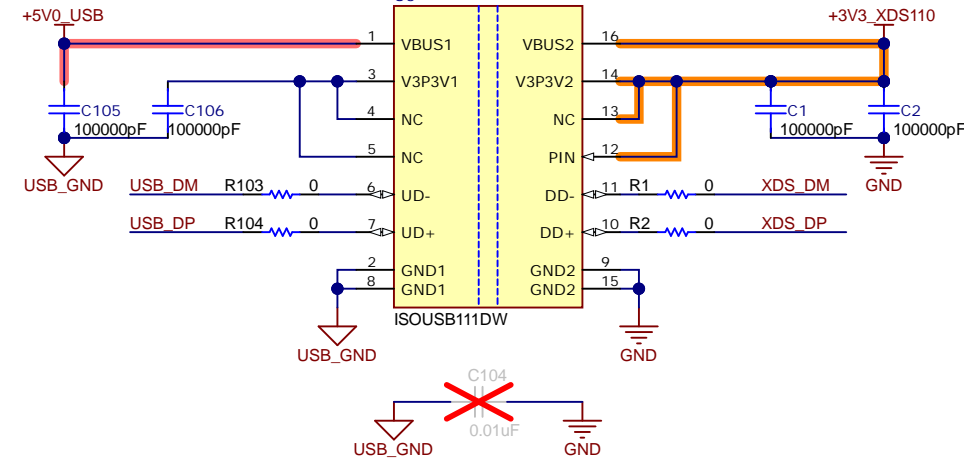 +5V0_USB
+3V3_XDS110
1 VBUS1 VBUS2 16
3 V3P3V1 V3P3V2 14
C105 C106 C1 C2
100000pF 100000pF 100000pF 100000pF
4 NC NC 13
5 NC PIN 12
USB_GND GND
USB_DM R103 0 6 UD- DD- 11 R1 0 XDS_DM
USB_DP R104 0 7 UD+ DD+ 10 R2 0 XDS_DP
2 GND1 GND2 9
8 GND1 GND2 15
ISOUSB111DW
USB_GND GND
C104
0.01uF
USB_GND GND